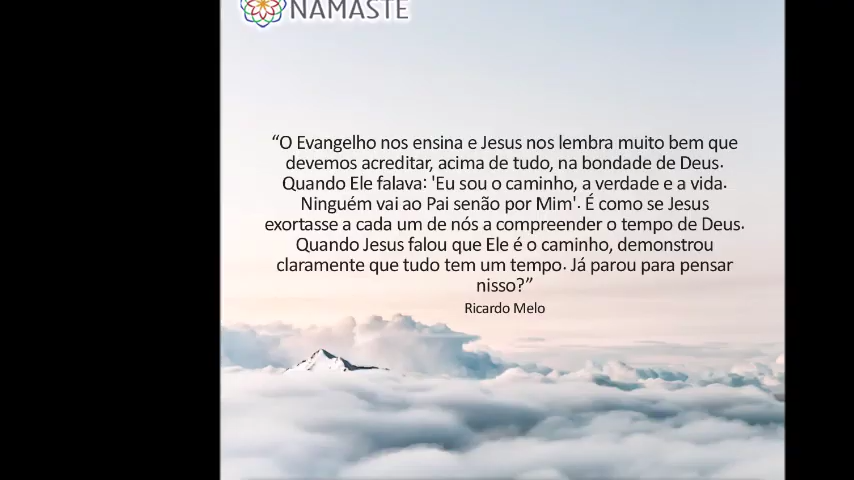 NAMASTE
“O Evangelho nos ensina e Jesus nos lembra muito bem que
devemos acreditar, acima de tudo, na bondade de Deus.
Quando Ele falava: 'Eu sou o caminho, a verdade e a vida.
Ninguém vai ao Pai senão por Mim'. É como se Jesus
exortasse a cada um de nós a compreender o tempo de Deus.
Quando Jesus falou que Ele é o caminho, demonstrou
claramente que tudo tem um tempo. Já parou para pensar
nisso?”
Ricardo Melo